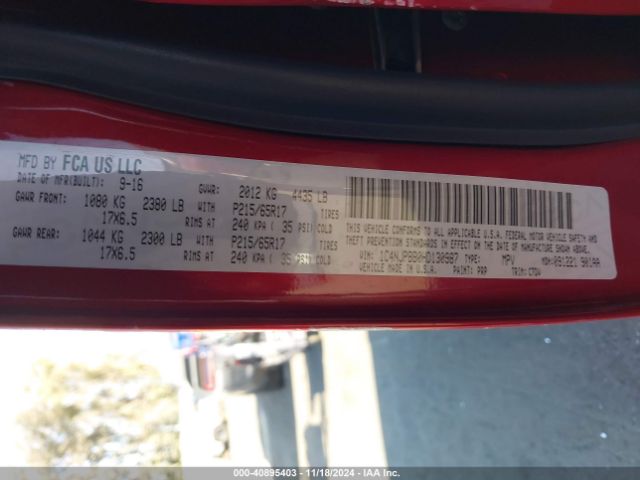 MFD BY FCA US LLC
DATE OF MFR(BUILT): 9-16 GVWR: 2012 KG 4435 LB
GAWR FRONT: 1080 KG 2380 LB WITH P215/65R17 TIRES
17X6.5 RIMS AT 240 KPA ( 35 PSI) COLD
GAWR REAR: 1044 KG 2300 LB WITH P215/65R17 TIRES
17X6.5 RIMS AT 240 KPA ( 35 PSI) COLD
THIS VEHICLE CONFORMS TO ALL APPLICABLE U.S.A. FEDERAL MOTOR VEHICLE SAFETY AND
THEFT PREVENTION STANDARDS IN EFFECT ON THE DATE OF MANUFACTURE SHOWN ABOVE.
VIN: TYPE: MPV MDH:
VEHICLE MADE IN U.S.A. PAINT: PRP TRIM:
000-40895403 - 11/18/2024 - IAA Inc.